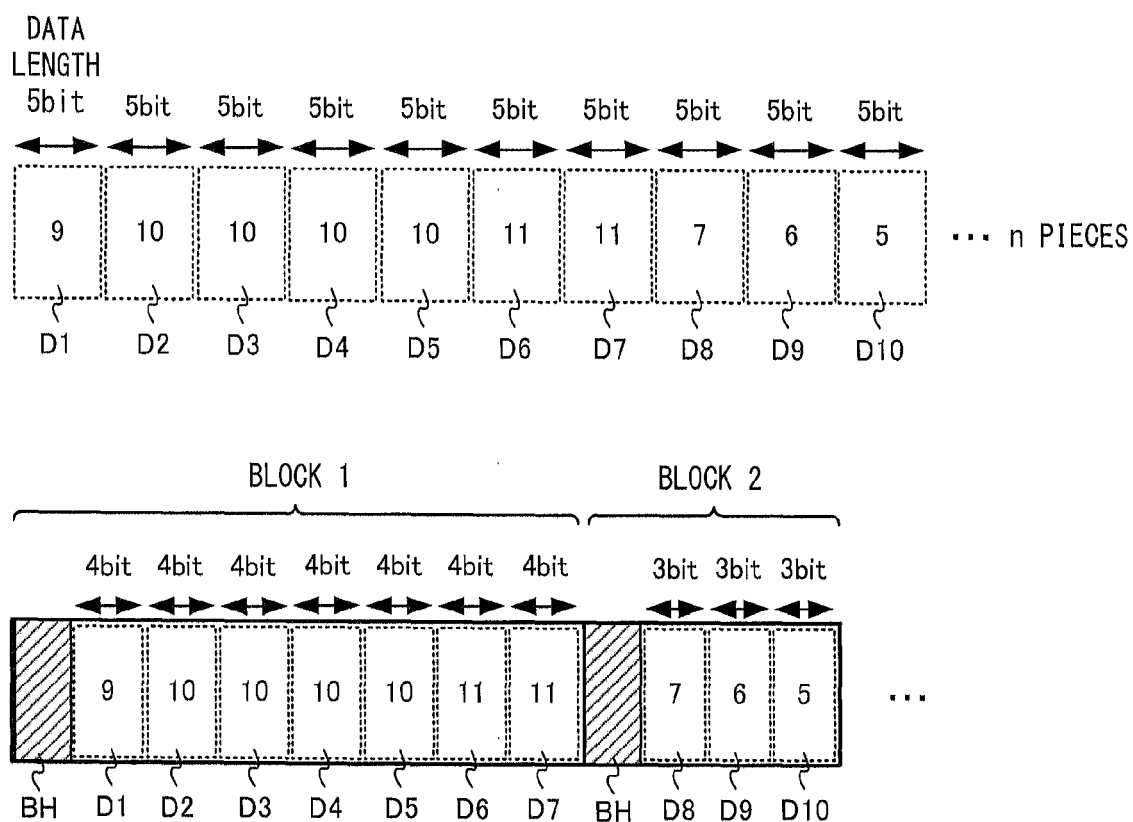 DATA
LENGTH
5bit 5bit 5bit 5bit 5bit 5bit 5bit 5bit 5bit 5bit
9 10 10 10 10 11 11 7 6 5 ... n PIECES
D1 D2 D3 D4 D5 D6 D7 D8 D9 D10
BLOCK 1 BLOCK 2
4bit 4bit 4bit 4bit 4bit 4bit 4bit 3bit 3bit 3bit
9 10 10 10 10 11 11 7 6 5 ...
BH D1 D2 D3 D4 D5 D6 D7 BH D8 D9 D10